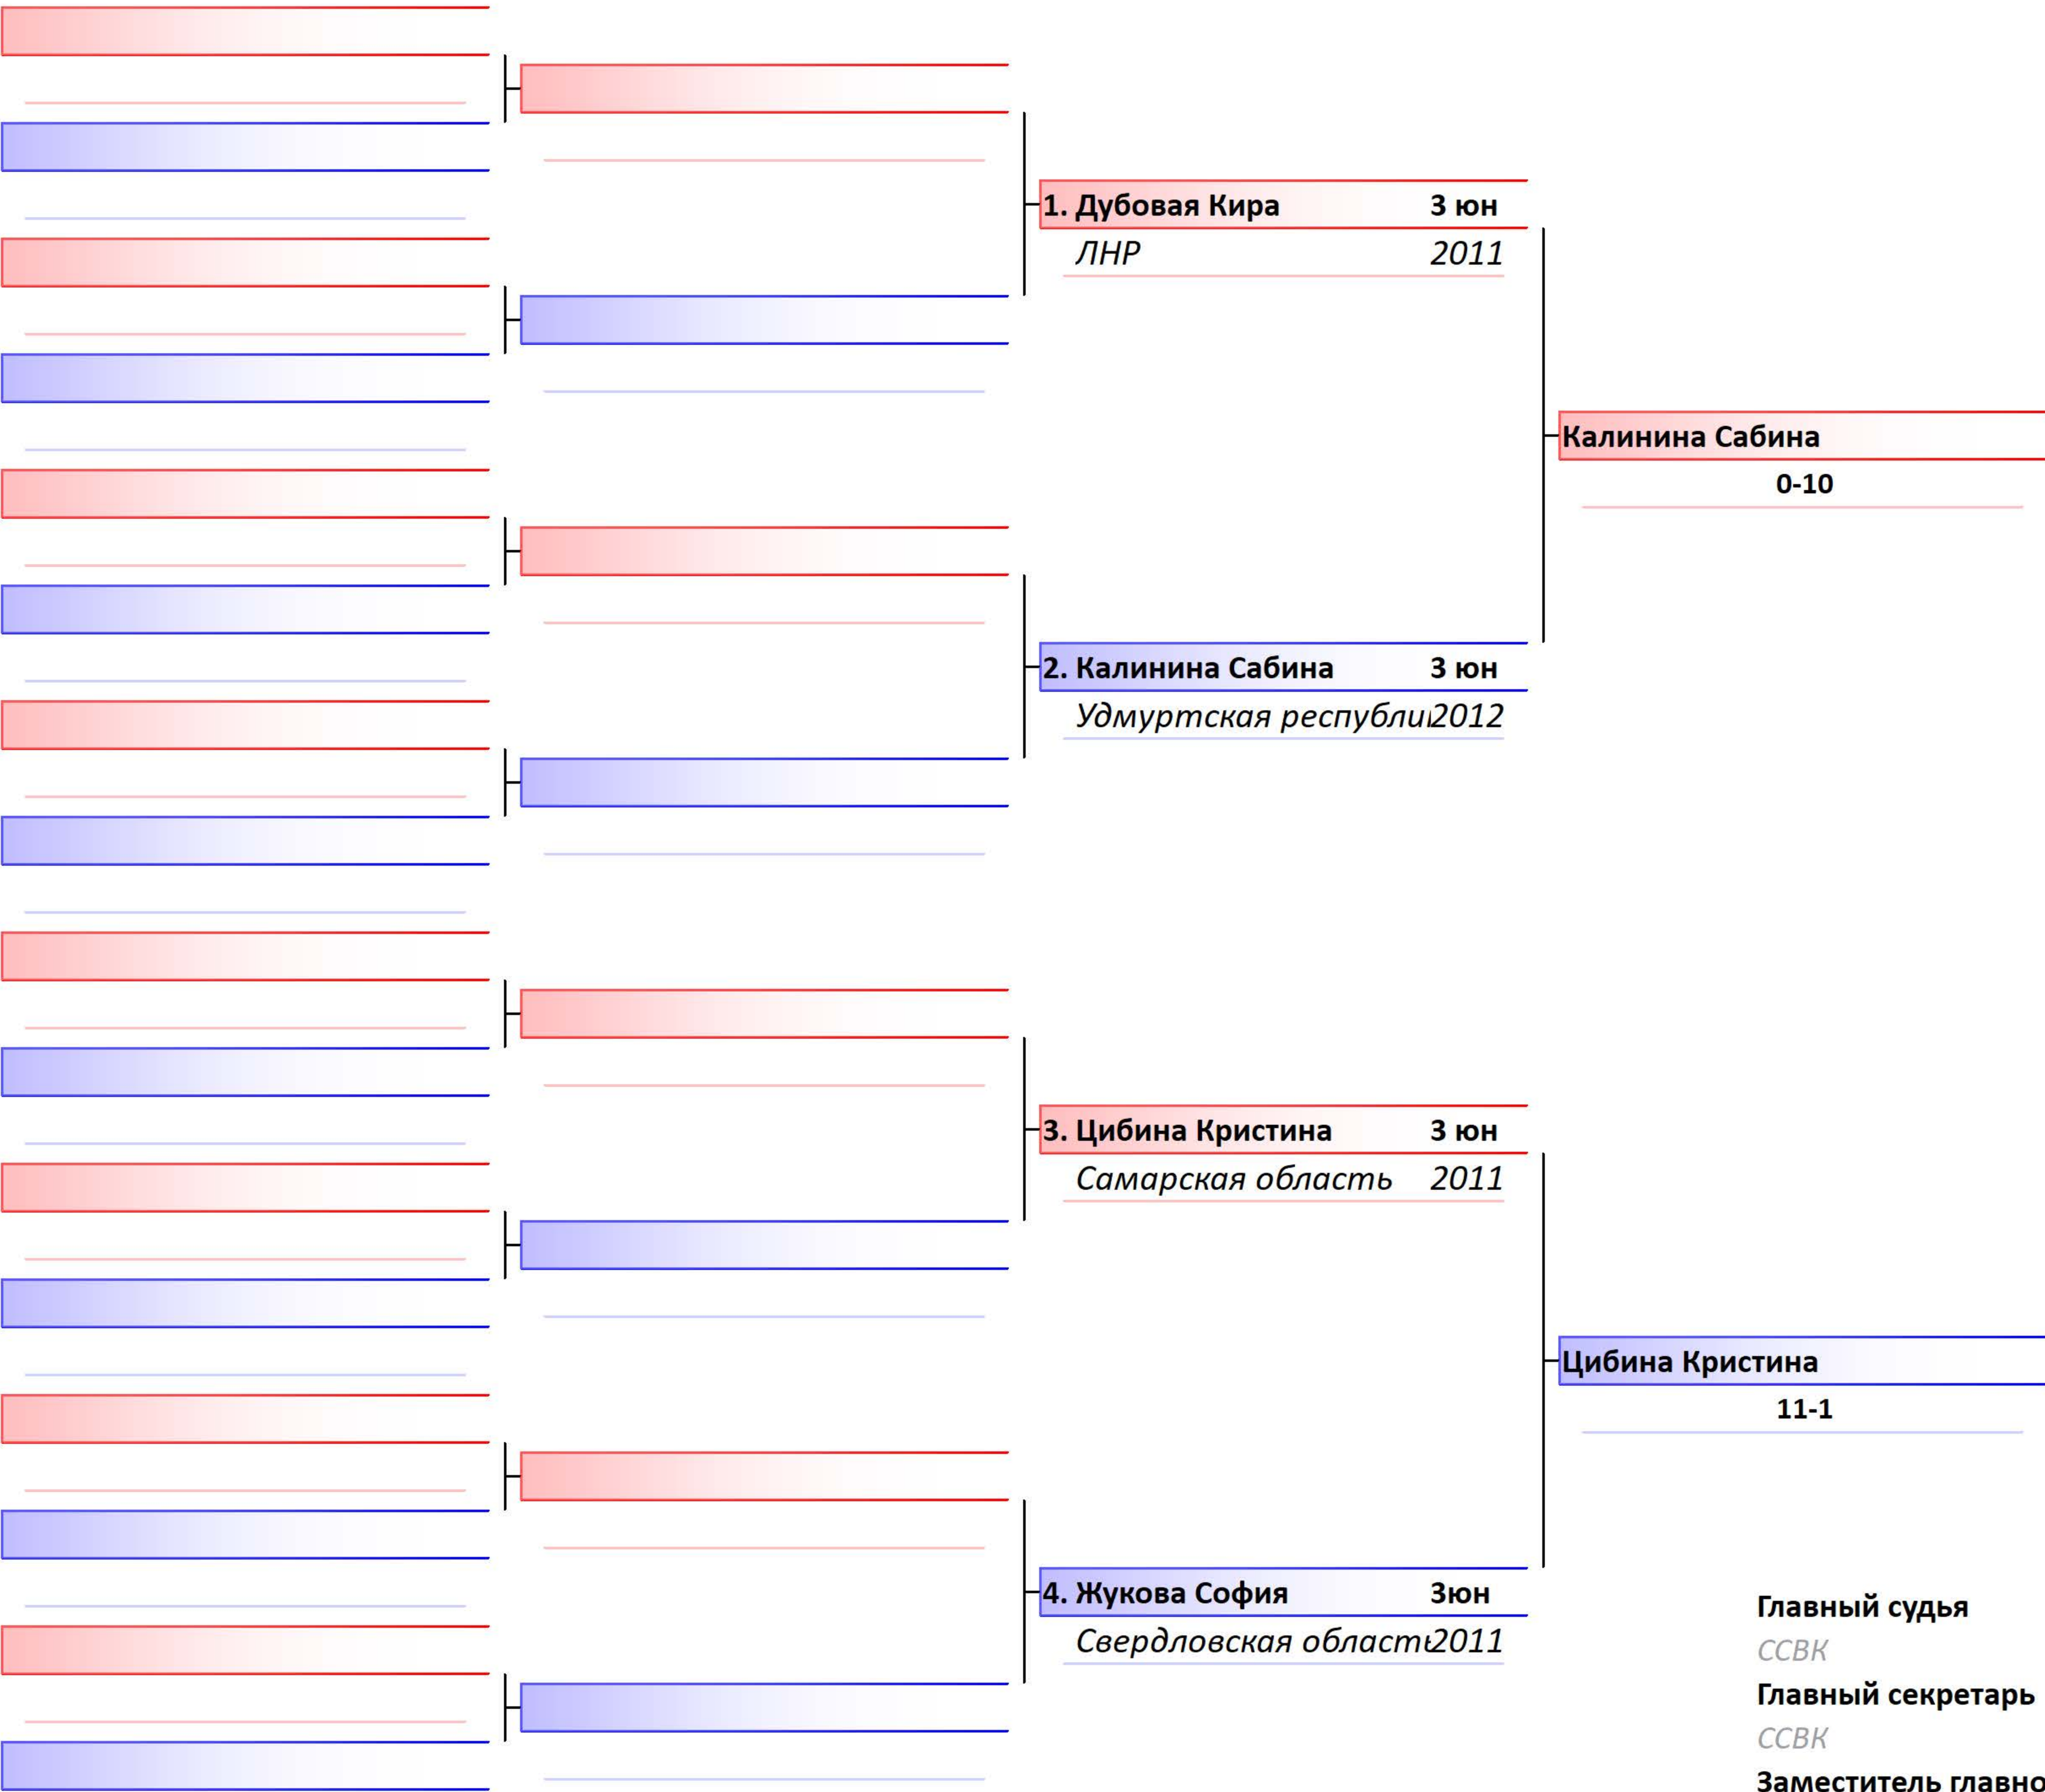 1. Дубовая Кира 3 юн
ЛНР 2011
Калинина Сабина
0-10
2. Калинина Сабина 3 юн
Удмуртская 2012
3. Цибина Кристина 3 юн
Самарская область 2011
Цибина Кристина
11-1
4. Жукова София 3юн
Свердловская область 2011
Главный судья
ССВК
Главный секретарь
ССВК
Заместитель